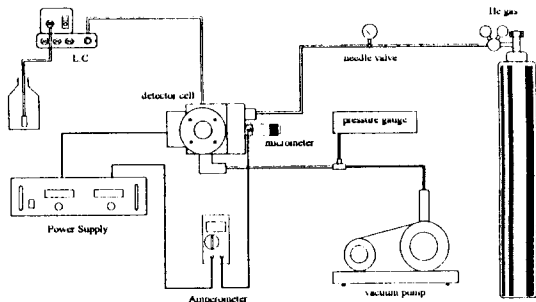 He gas
L.C
needle valve
detector cell
pressure gauge
micrometer
Power Supply
Amperometer
vacuum pump